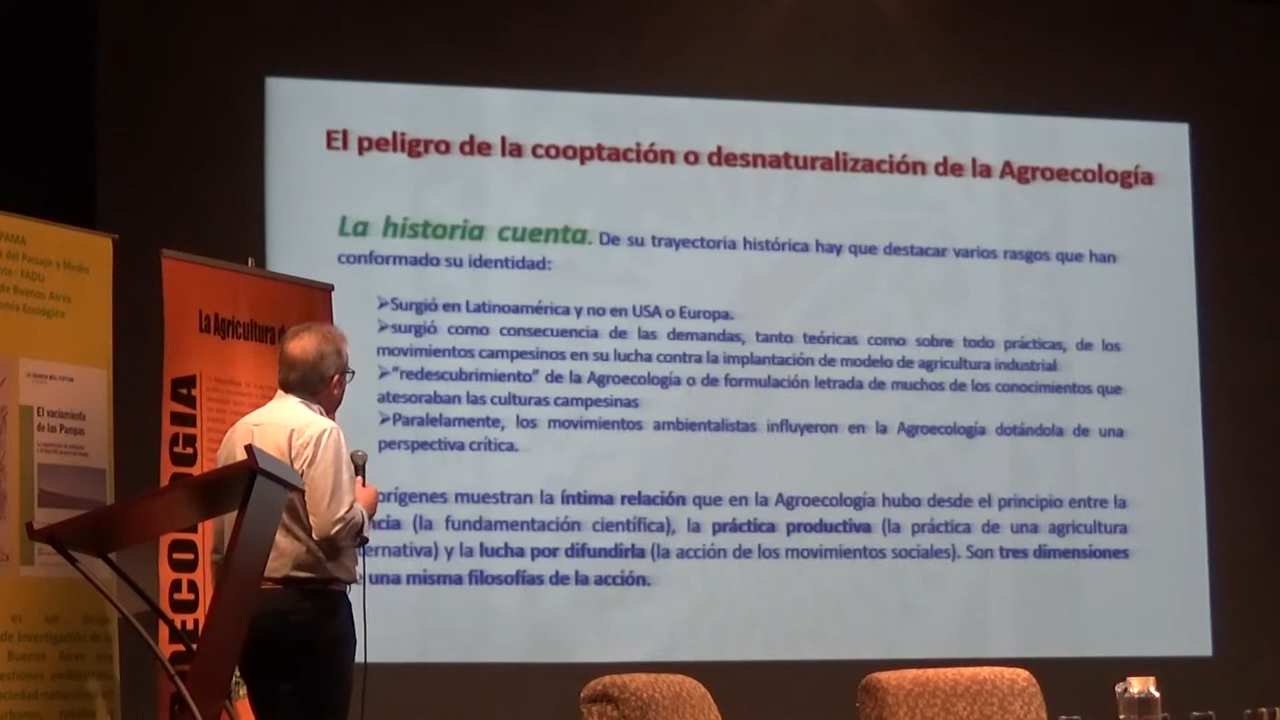 El peligro de la cooptación o desnaturalización de la Agroecología
La historia cuenta. De su trayectoria histórica hay que destacar varios rasgos que han
conformado su identidad:
➢Surgió en Latinoamérica y no en USA o Europa.
➢surgió como consecuencia de las demandas, tanto teóricas como sobre todo prácticas, de los
movimientos campesinos en su lucha contra la implantación de modelo de agricultura industrial
➢"redescubrimiento" de la Agroecología o de formulación letrada de muchos de los conocimientos que
atesoraban las culturas campesinas
➢Paralelamente, los movimientos ambientalistas influyeron en la Agroecología dotándola de una
perspectiva crítica.
orígenes muestran la íntima relación que en la Agroecología hubo desde el principio entre la
(la fundamentación científica), la práctica productiva (la práctica de una agricultura
y la lucha por difundirla (la acción de los movimientos sociales). Son tres dimensiones
una misma filosofías de la acción.
PAMA
del Paisaje y Medio
FADU
de Buenos Aires
Ecológica
El vaciamiento
de las Pampas
de Investigación de
Buenos Aires
La Agricultura